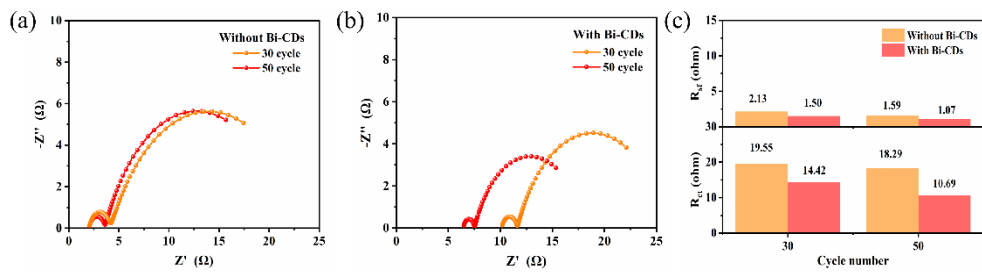 (a)
10
8
6
4
2
0
-Z'' (Ω)
Without Bi-CDs
30 cycle
50 cycle
0 5 10 15 20 25
Z' (Ω)
(b)
10
8
6
4
2
0
-Z'' (Ω)
With Bi-CDs
30 cycle
50 cycle
0 5 10 15 20 25
Z' (Ω)
(c)
Without Bi-CDs
With Bi-CDs
R (ohm)
10
5
2.13 1.50 1.59 1.07
30
20
10
0
Rct (ohm)
19.55 14.42 18.29 10.69
30 50
Cycle number